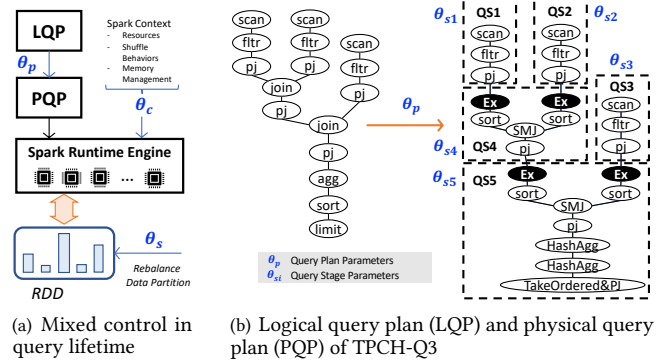 LQP
Spark Context
- Resources
- Shuffle
Behaviors
- Memory
Management
θp
PQP
θc
Spark Runtime Engine
...
θs
Rebalance
Data Partition
RDD
(a) Mixed control in
query lifetime
scan
scan
scan
fltr
fltr
fltr
pj
pj
pj
join
pj
join
pj
agg
sort
limit
θp
θp Query Plan Parameters
θsi Query Stage Parameters
θs1
QS1
scan
fltr
pj
QS2
θs2
scan
fltr
pj
θs3
QS3
scan
fltr
pj
Ex
Ex
sort
sort
SMJ
pj
θs4
QS4
θs5
QS5
Ex
Ex
sort
sort
SMJ
pj
HashAgg
HashAgg
TakeOrdered&PJ
(b) Logical query plan (LQP) and physical query
plan (PQP) of TPCH-Q3